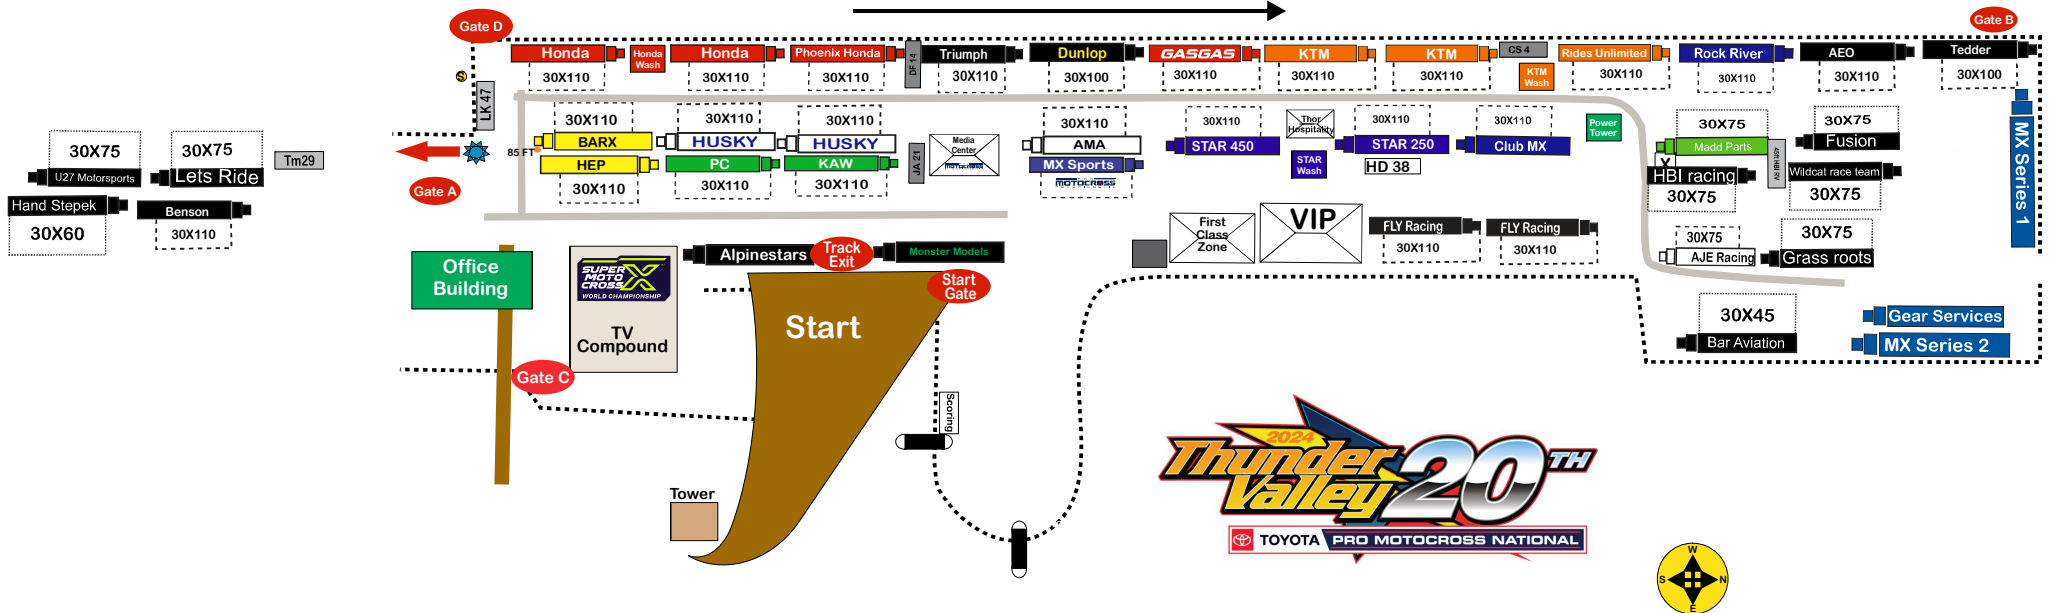 Gate D
Gate B
Honda
30X110
Honda
Wash
Honda
30X110
Phoenix Honda
30X110
DF 14
Triumph
30X110
Dunlop
30X100
GASGAS
30X110
KTM
30X110
KTM
30X110
CS 4
KTM
Wash
Rides Unlimited
30X110
Rock River
30X110
AEO
30X110
Tedder
30X100
S
LK 47
30X110
BARX
85 FT
HEP
30X110
30X110
HUSKY
PC
30X110
30X110
HUSKY
KAW
30X110
JA 21
Media
Center
30X110
AMA
MX Sports
MOTOCROSS
30X110
STAR 450
Thor
Hospitality
STAR
Wash
30X110
STAR 250
HD 38
30X110
Club MX
Power
Tower
30X75
Madd Parts
X
HBI racing
30X75
45ft HBI RV
30X75
Fusion
Wildcat race team
30X75
MX Series 1
30X75
AJE Racing
30X75
Grass roots
30X75
U27 Motorsports
30X75
Lets Ride
Tm29
Gate A
Hand Stepek
30X60
Benson
30X110
Office
Building
SUPER
MOTO
CROSS
X
WORLD CHAMPIONSHIP
TV
Compound
Alpinestars
Track
Exit
Monster Models
Start
Gate
Start
First
Class
Zone
VIP
FLY Racing
30X110
FLY Racing
30X110
30X45
Bar Aviation
Gear Services
MX Series 2
Gate C
Scoring
Tower
2024
Thunder
Valley
20TH
TOYOTA PRO MOTOCROSS NATIONAL
W
S N
E